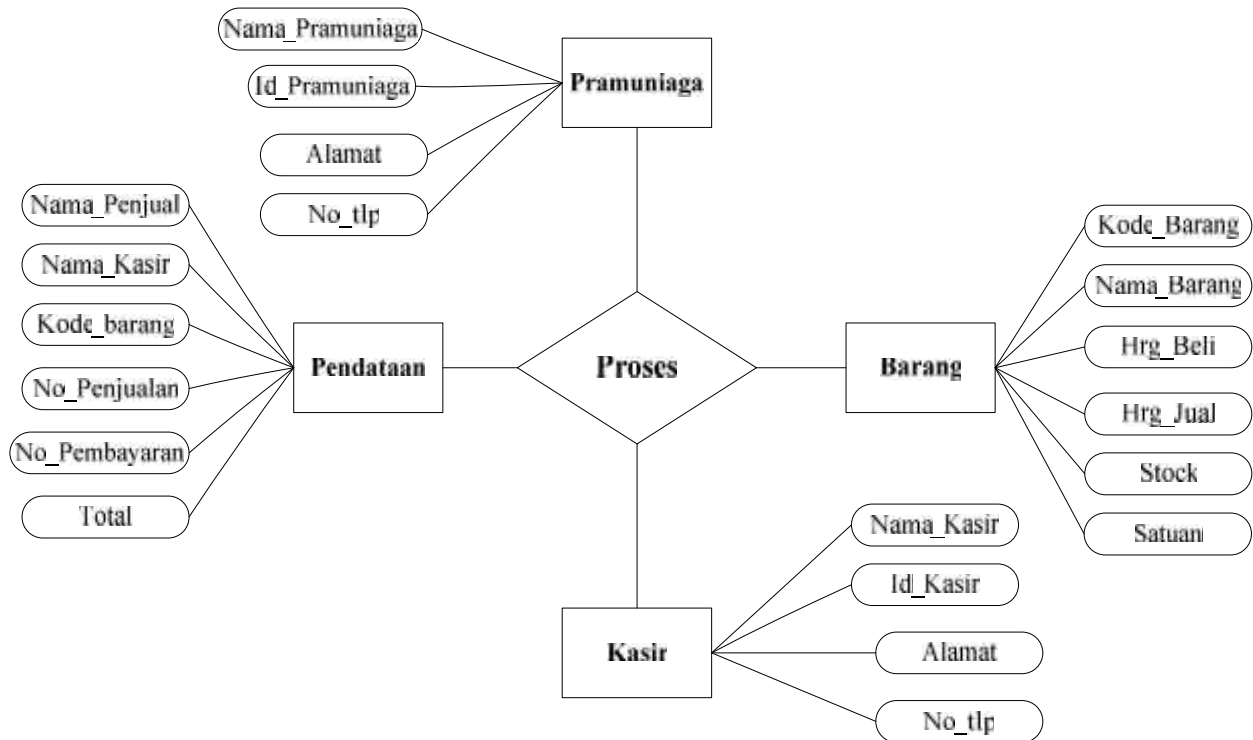 Nama_Pramuniaga
Id_Pramuniaga
Alamat
No_tlp
Pramuniaga
Nama_Penjual
Nama_Kasir
Kode_barang
No_Penjualan
No_Pembayaran
Total
Pendataan
Proses
Barang
Kode_Barang
Nama_Barang
Hrg_Beli
Hrg_Jual
Stock
Satuan
Kasir
Nama_Kasir
Id_Kasir
Alamat
No_tlp